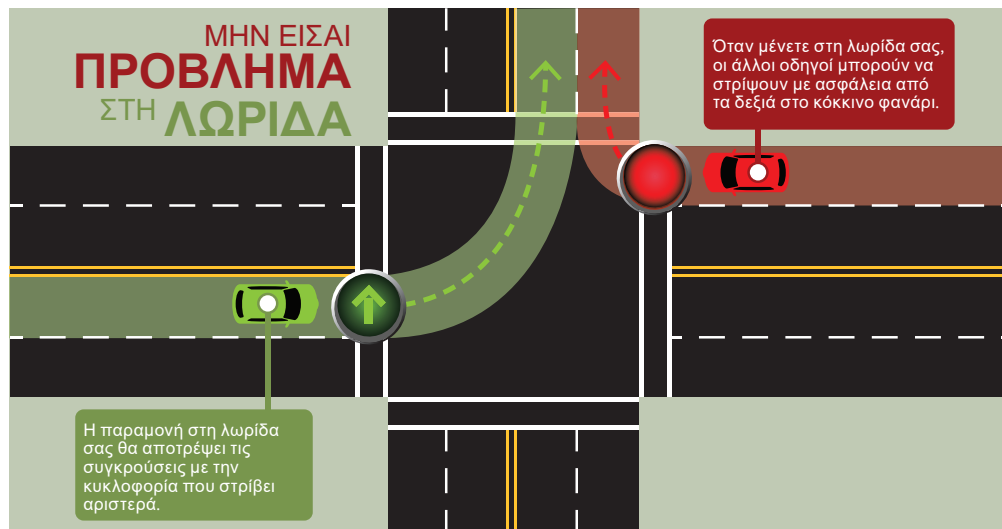 ΜΗΝ ΕΙΣΑΙ
ΠΡΟΒΛΗΜΑ
ΣΤΗ ΛΩΡΙΔΑ
Όταν μένετε στη λωρίδα σας,
οι άλλοι οδηγοί μπορούν να
στρίψουν με ασφάλεια από
τα δεξιά στο κόκκινο φανάρι.
Η παραμονή στη λωρίδα
σας θα αποτρέψει τις
συγκρούσεις με την
κυκλοφορία που στρίβει
αριστερά.